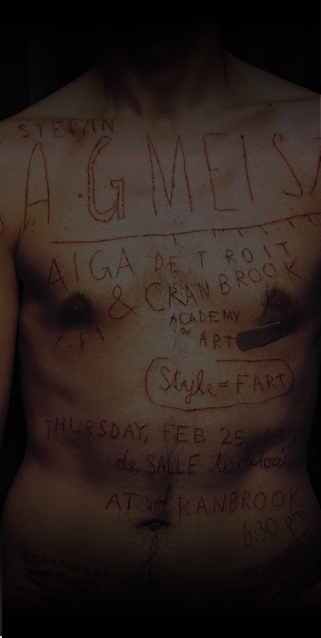 STEFAN
AGMEIS
AIGA DETROIT
& CRANBROOK
ACADEMY
OF
ART
Style=FART
THURSDAY, FEB 25
de SALLE Auditorium
AT CRANBROOK
6:30 PM